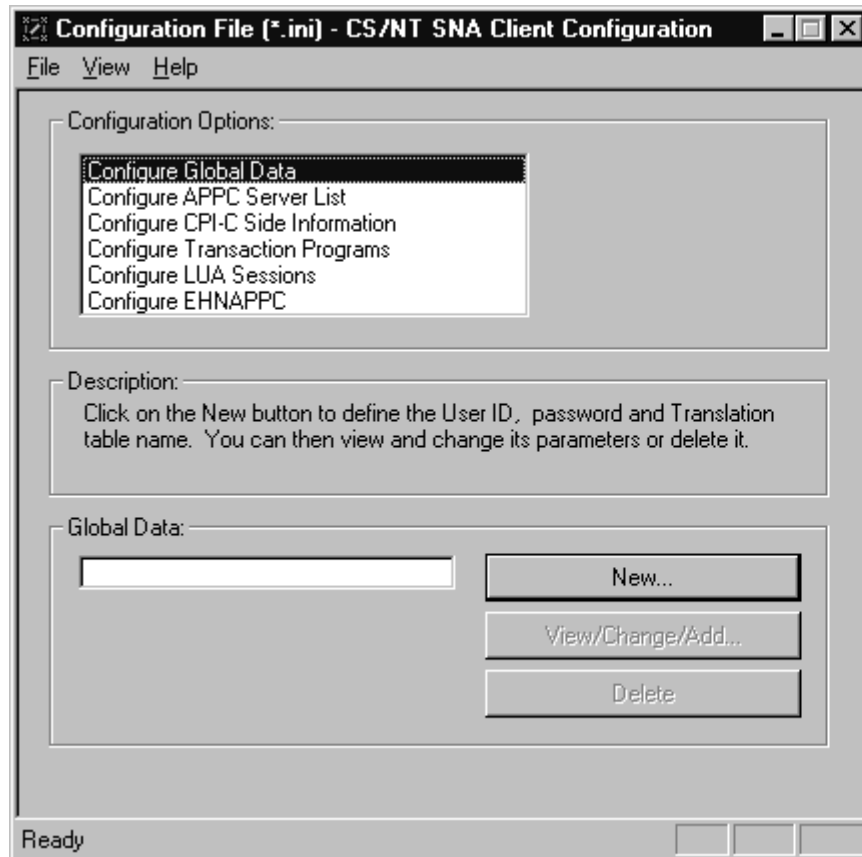 Configuration File (*.ini) - CS/NT SNA Client Configuration
File View Help
Configuration Options:
Configure Global Data
Configure APPC Server List
Configure CPI-C Side Information
Configure Transaction Programs
Configure LUA Sessions
Configure EHNAPPC
Description:
Click on the New button to define the User ID, password and Translation
table name. You can then view and change its parameters or delete it.
Global Data:
New...
View/Change/Add...
Delete
Ready